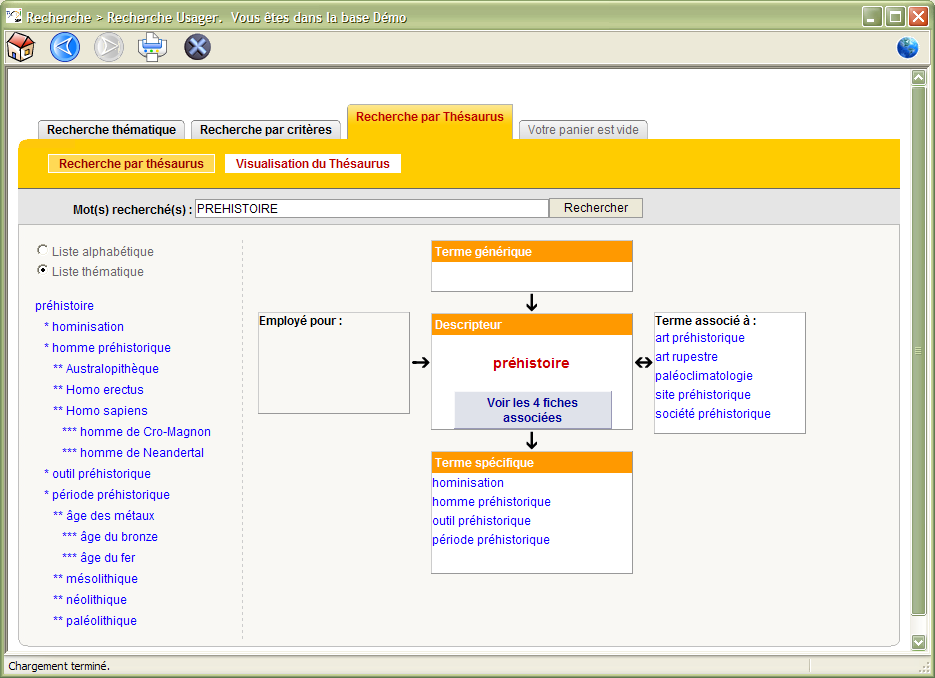 Recherche > Recherche Usager. Vous êtes dans la base Démo
Recherche thématique
Recherche par critères
Recherche par Thésaurus
Votre panier est vide
Recherche par thésaurus
Visualisation du Thésaurus
Mot(s) recherché(s) : PREHISTOIRE
Rechercher
Liste alphabétique
Liste thématique
préhistoire
* hominisation
* homme préhistorique
** Australopithèque
** Homo erectus
** Homo sapiens
*** homme de Cro-Magnon
*** homme de Neandertal
* outil préhistorique
* période préhistorique
** âge des métaux
*** âge du bronze
*** âge du fer
** mésolithique
** néolithique
** paléolithique
Terme générique
Employé pour :
Descripteur
préhistoire
Voir les 4 fiches
associées
Terme associé à :
art préhistorique
art rupestre
paléoclimatologie
site préhistorique
société préhistorique
Terme spécifique
hominisation
homme préhistorique
outil préhistorique
période préhistorique
Chargement terminé.